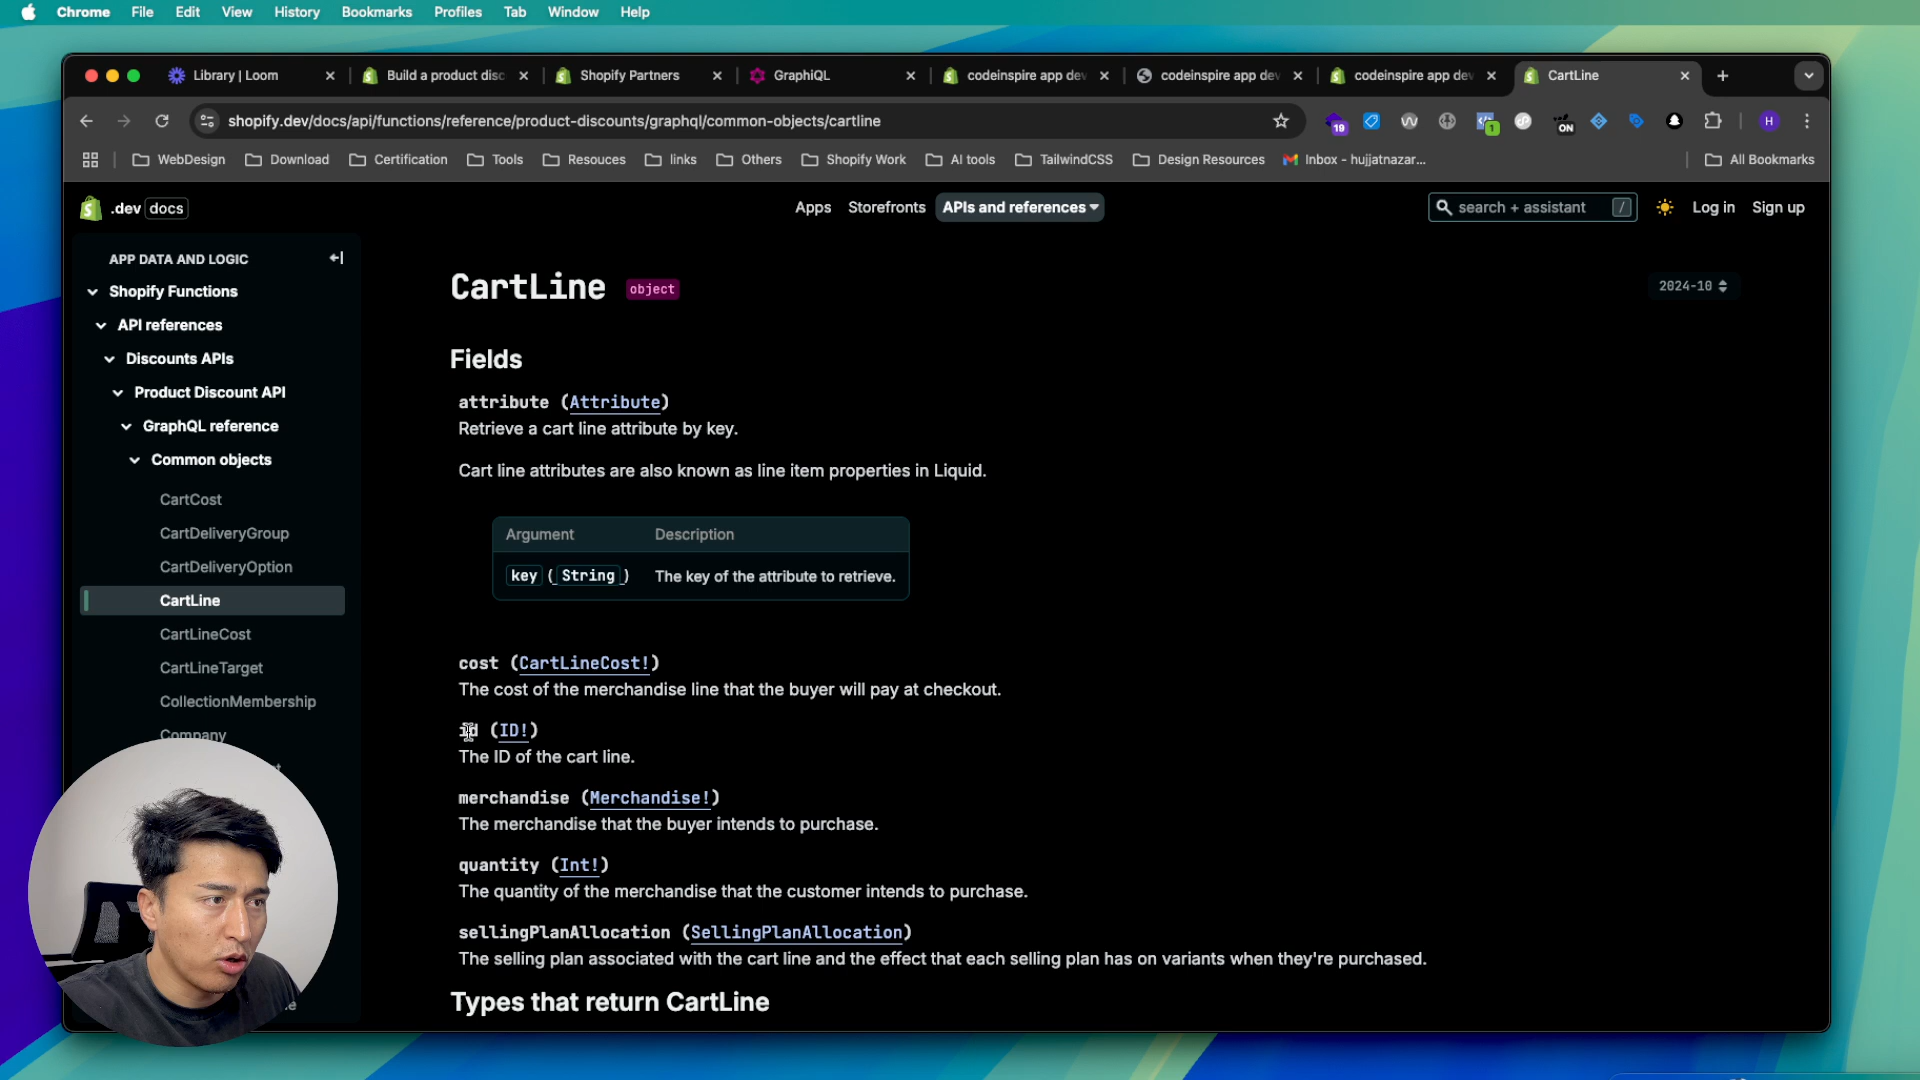 Chrome File Edit View History Bookmarks Profiles Tab Window Help
Library | Loom
Build a product disc
Shopify Partners
GraphiQL
codeinspire app dev
codeinspire app dev
codeinspire app dev
CartLine
shopify.dev/docs/api/functions/reference/product-discounts/graphql/common-objects/cartline
19
1
ON
H
WebDesign Download Certification Tools Resouces links Others Shopify Work AI tools TailwindCSS Design Resources Inbox - hujjatnazar... All Bookmarks
.dev docs
Apps Storefronts APIs and references
search + assistant /
Log in Sign up
APP DATA AND LOGIC
Shopify Functions
API references
Discounts APIs
Product Discount API
GraphQL reference
Common objects
CartCost
CartDeliveryGroup
CartDeliveryOption
CartLine
CartLineCost
CartLineTarget
CollectionMembership
Company
CartLine object
2024-10
Fields
attribute (Attribute)
Retrieve a cart line attribute by key.
Cart line attributes are also known as line item properties in Liquid.
Argument Description
key ( String ) The key of the attribute to retrieve.
cost (CartLineCost!)
The cost of the merchandise line that the buyer will pay at checkout.
id (ID!)
The ID of the cart line.
merchandise (Merchandise!)
The merchandise that the buyer intends to purchase.
quantity (Int!)
The quantity of the merchandise that the customer intends to purchase.
sellingPlanAllocation (SellingPlanAllocation)
The selling plan associated with the cart line and the effect that each selling plan has on variants when they're purchased.
Types that return CartLine